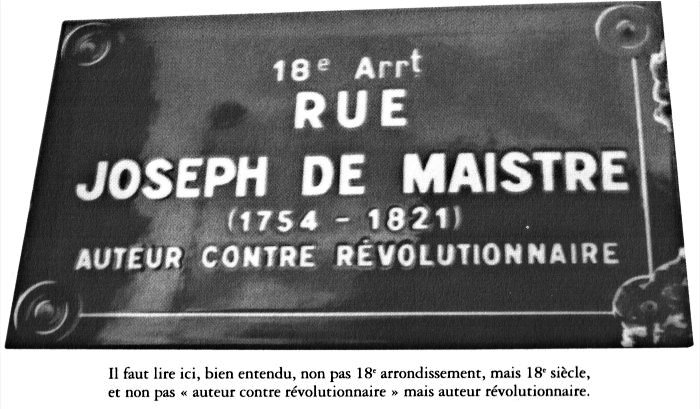 18e Arrt
RUE
JOSEPH DE MAISTRE
(1754 - 1821)
AUTEUR CONTRE RÉVOLUTIONNAIRE
Il faut lire ici, bien entendu, non pas 18e arrondissement, mais 18e siècle,
et non pas « auteur contre révolutionnaire » mais auteur révolutionnaire.